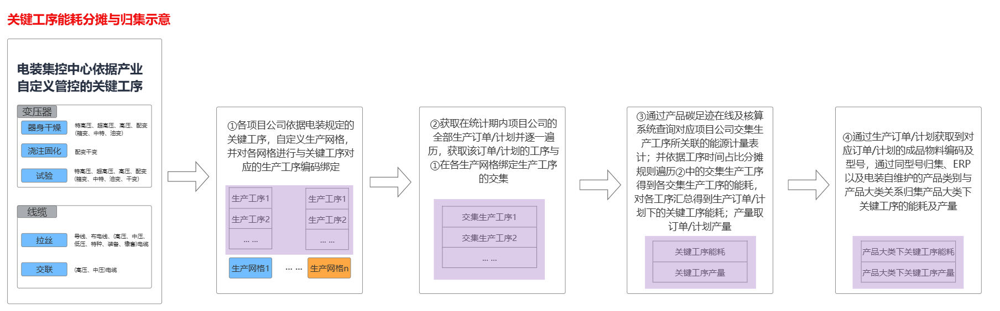 关键工序能耗分摊与归集示意
电装集控中心依据产业
自定义管控的关键工序
变压器
器身干燥
特高压、超高压、高压、配变
(箱变、中特、油变)
浇注固化
配变干变
试验
特高压、超高压、高压、配变
(箱变、中特、油变、干变)
线缆
拉丝
导线、布电线、(高压、中压、
低压、特种、装备、橡套)电缆
交联
(高压、中压)电缆
①各项目公司依据电装规定的
关键工序，自定义生产网格，
并对各网格进行与关键工序对
应的生产工序编码绑定
生产工序1
生产工序2
... ...
生产工序1
生产工序2
... ...
生产网格1
... ...
生产网格n
②获取在统计期内项目公司的
全部生产订单/计划并逐一遍
历，获取该订单/计划的工序与
①在各生产网格绑定生产工序
的交集
交集生产工序1
交集生产工序2
... ...
③通过产品碳足迹在线及核算
系统查询对应项目公司交集生
产工序所关联的能源计量表
计；并依据工序时间占比分摊
规则遍历②中的交集生产工序
得到各交集生产工序的能耗，
对各工序汇总得到生产订单/计
划下的关键工序能耗；产量取
订单/计划产量
关键工序能耗
关键工序产量
④通过生产订单/计划获取到对
应订单/计划的成品物料编码及
型号，通过同型号归集、ERP
以及电装自维护的产品类别与
产品大类关系归集产品大类下
关键工序的能耗及产量
产品大类下关键工序能耗
产品大类下关键工序产量